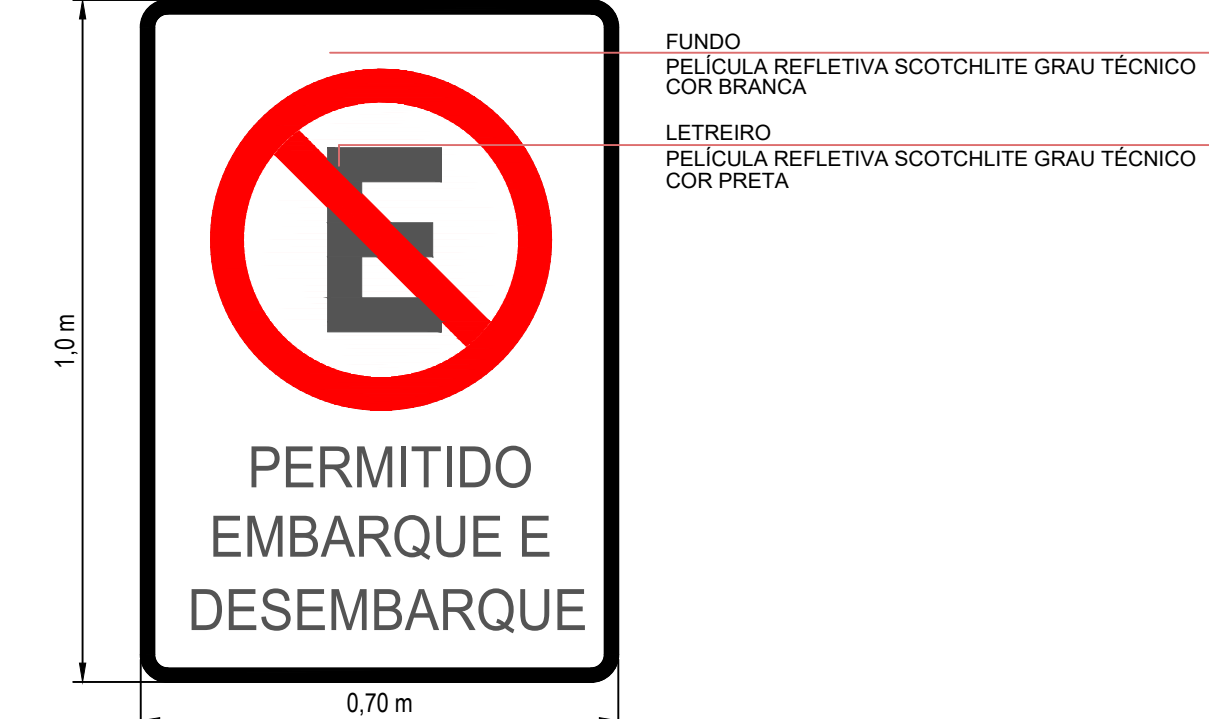 FUNDO
PELÍCULA REFLETIVA SCOTCHLITE GRAU TÉCNICO
COR BRANCA
LETREIRO
PELÍCULA REFLETIVA SCOTCHLITE GRAU TÉCNICO
COR PRETA
E
1,0 m
PERMITIDO
EMBARQUE E
DESEMBARQUE
0,70 m